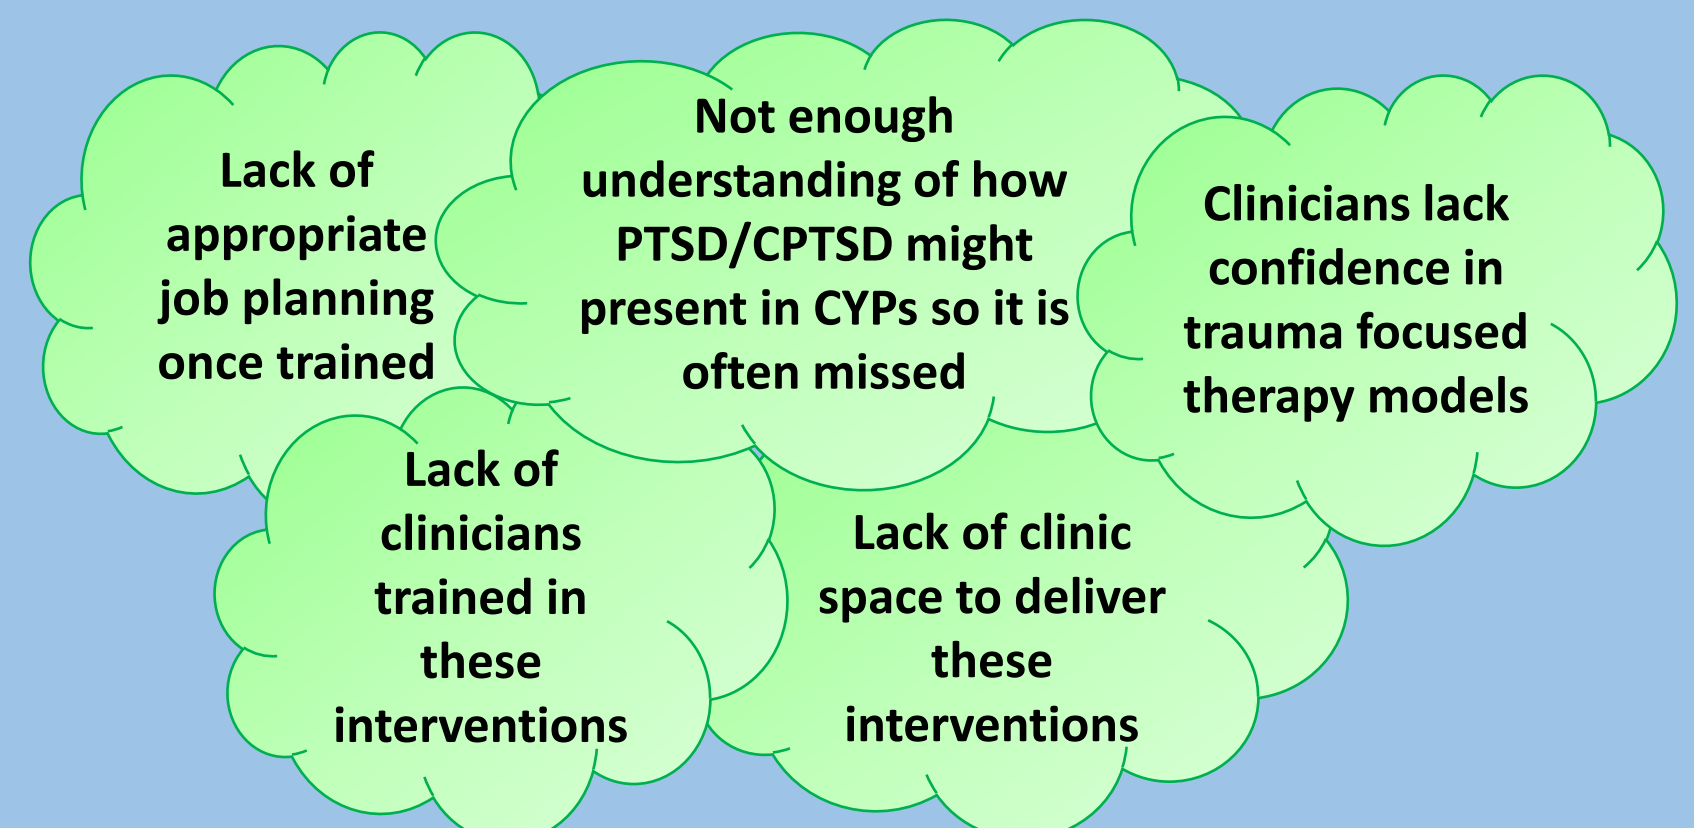 Lack of
appropriate
job planning
once trained
Not enough
understanding of how
PTSD/CPTSD might
present in CYPs so it is
often missed
Clinicians lack
confidence in
trauma focused
therapy models
Lack of
clinicians
trained in
these
interventions
Lack of clinic
space to deliver
these
interventions